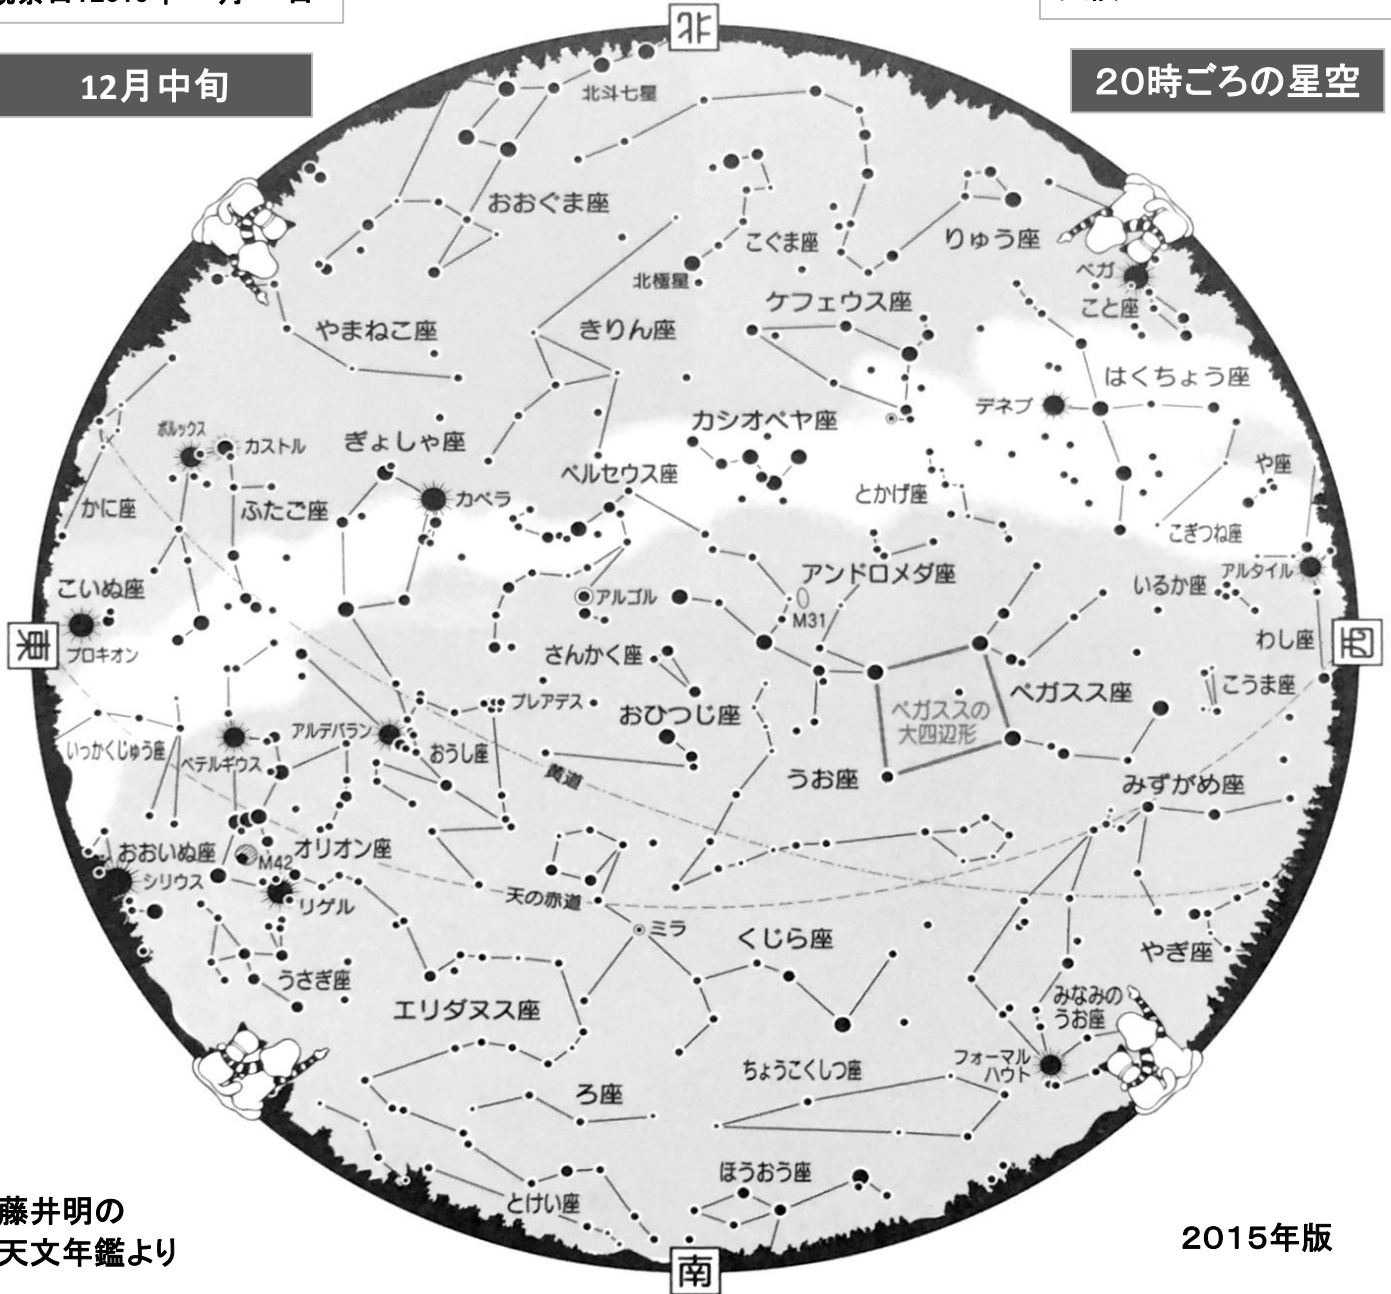 北
12月中旬
20時ごろの星空
北斗七星
おおぐま座
こぐま座
りゅう座
北極星
ベガ
こと座
ケフェウス座
やまねこ座
きりん座
はくちょう座
デネブ
カシオペヤ座
ポルックス
カストル
ぎょしゃ座
カペラ
ペルセウス座
や座
とかげ座
かに座
ふたご座
こぎつね座
アンドロメダ座
アルタイル
いるか座
こいぬ座
アルゴル
M31
東
プロキオン
さんかく座
わし座
西
プレアデス
おひつじ座
ペガスス座
こうま座
ペガススの
大四辺形
いっかくじゅう座
ベテルギウス
アルデバラン
おうし座
黄道
うお座
みずがめ座
おおいぬ座
シリウス
M42
オリオン座
リゲル
天の赤道
ミラ
くじら座
やぎ座
うさぎ座
エリダヌス座
みなみの
うお座
フォーマル
ハウト
ちょうこくしつ座
ろ座
ほうおう座
とけい座
南
藤井明の
天文年鑑より
2015年版